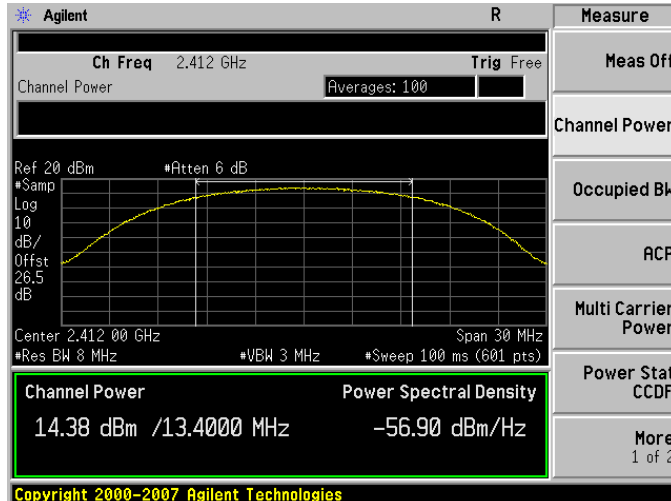 Agilent R Measure
Ch Freq 2.412 GHz Trig Free
Meas Off
Channel Power Averages: 100
Channel Power
Ref 20 dBm #Atten 6 dB
#Samp
Log
10
dB/
Offst
26.5
dB
Occupied BW
ACP
Multi Carrier
Power
Center 2.412 00 GHz Span 30 MHz
#Res BW 8 MHz #VBW 3 MHz #Sweep 100 ms (601 pts)
Power Stat
CCDF
Channel Power Power Spectral Density
14.38 dBm /13.4000 MHz -56.90 dBm/Hz
More
1 of 2
Copyright 2000-2007 Agilent Technologies